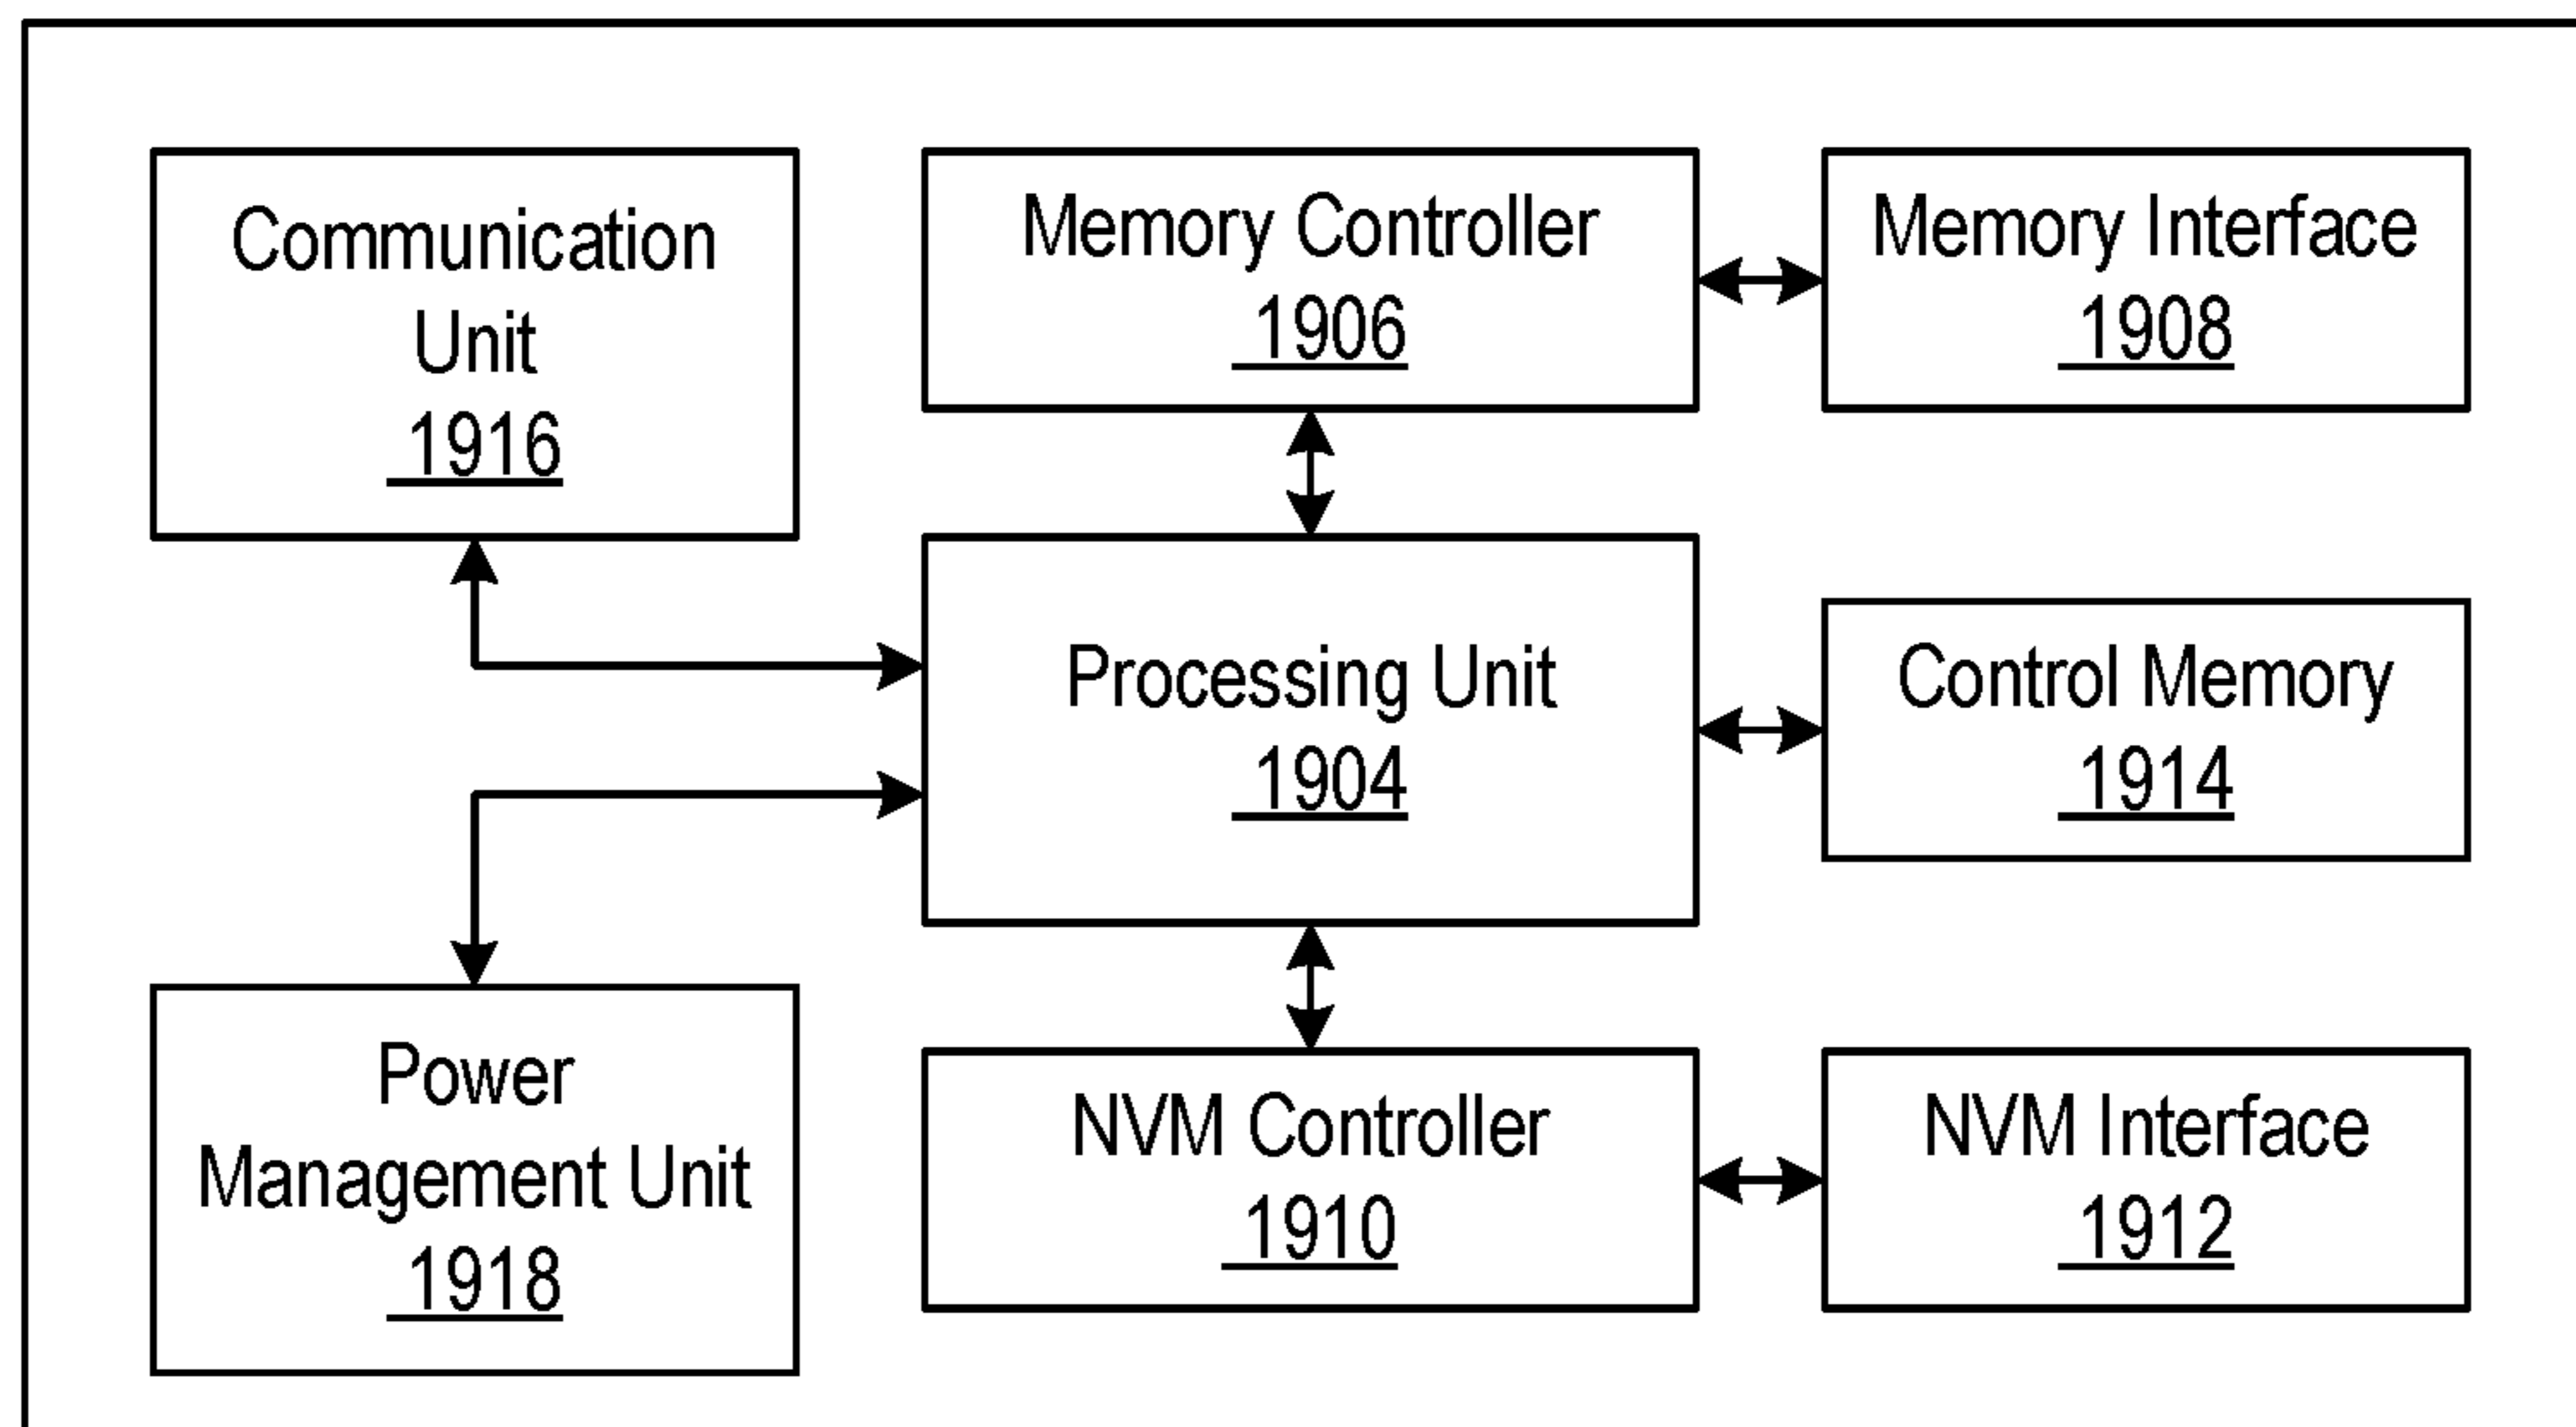 Communication
Unit
1916
Memory Controller
1906
Memory Interface
1908
Processing Unit
1904
Control Memory
1914
Power
Management Unit
1918
NVM Controller
1910
NVM Interface
1912